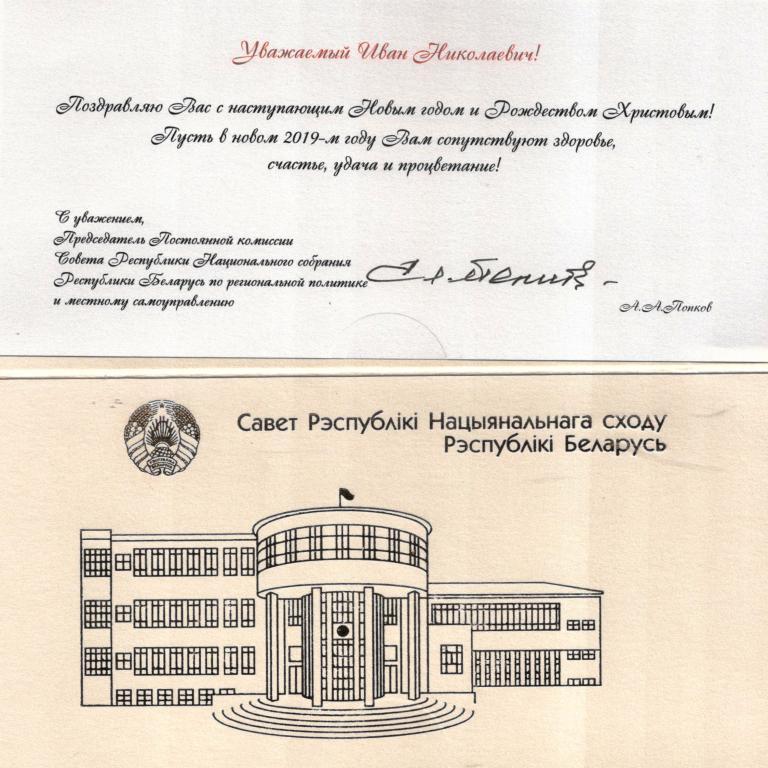 Уважаемый Иван Николаевич!
Поздравляю Вас с наступающим Новым годом и Рождеством Христовым!
Пусть в новом 2019-м году Вам сопутствуют здоровье,
счастье, удача и процветание!
С уважением,
Председатель Постоянной комиссии
Совета Республики Национального собрания
Республики Беларусь по региональной политике
и местному самоуправлению
А.А.Попков
Савет Рэспублікі Нацыянальнага сходу
Рэспублікі Беларусь